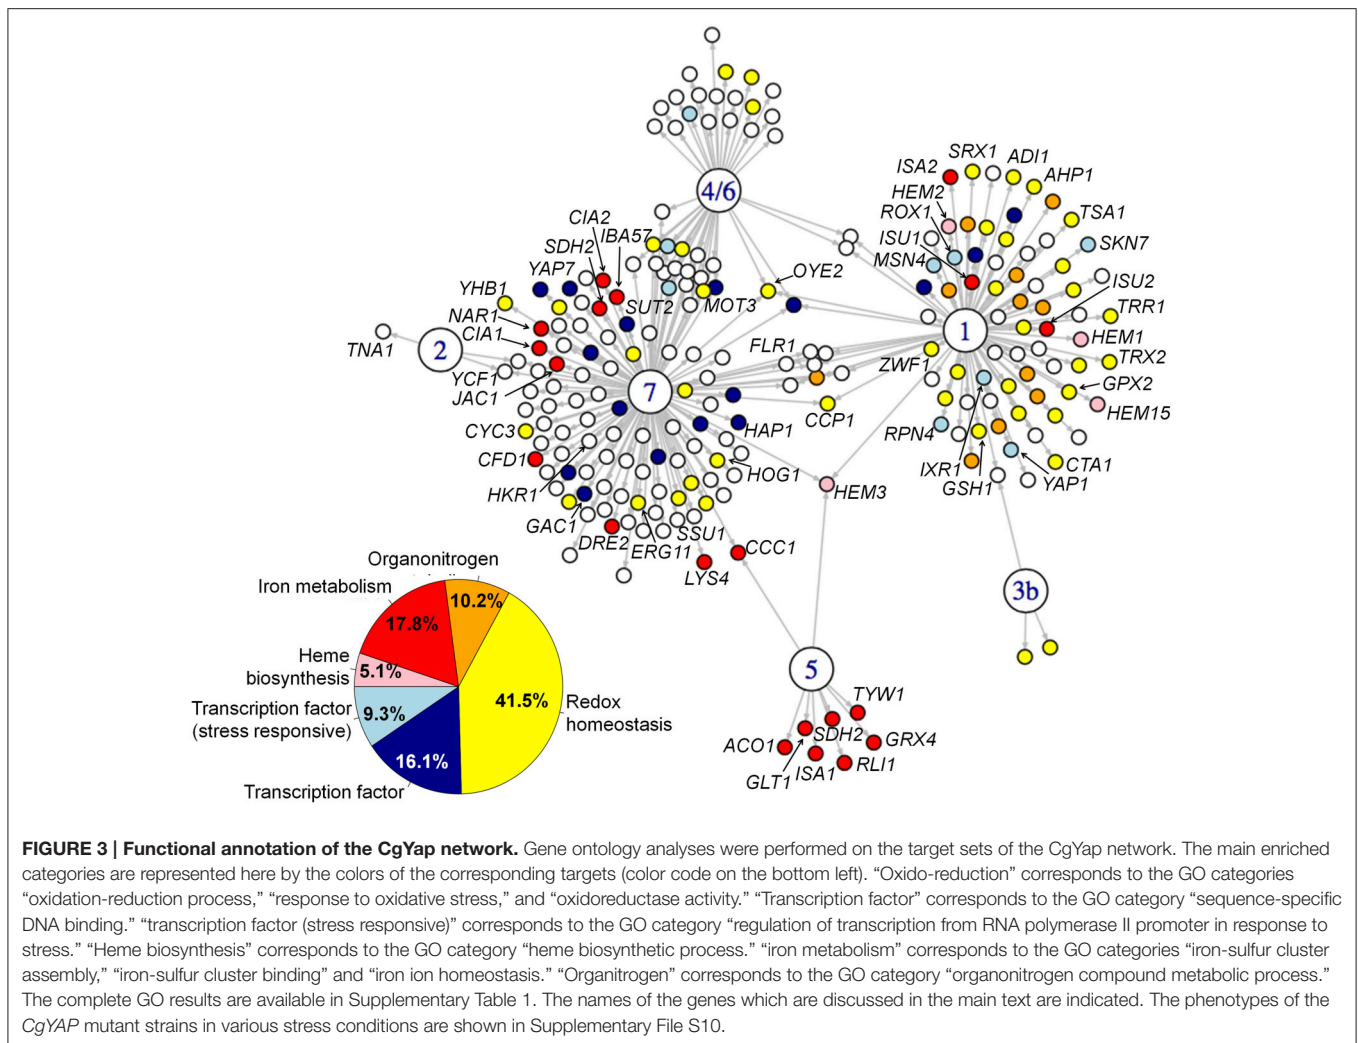 4/6
SRX1
ADI1
ISA2
AHP1
HEM2
ROX1
TSA1
ISU1
SKN7
MSN4
ISU2
TRR1
1
HEM1
ZWF1
TRX2
GPX2
HEM15
RPN4
IXR1
GSH1
YAP1
CTA1
CIA2
SDH2
IBA57
YAP7
OYE2
YHB1
SUT2
MOT3
NAR1
CIA1
TNA1
2
FLR1
YCF1
JAC1
7
CCP1
CYC3
HAP1
CFD1
HOG1
HKR1
HEM3
GAC1
DRE2
ERG11
SSU1
CCC1
LYS4
3b
5
TYW1
SDH2
ACO1
GRX4
GLT1
ISA1
RLI1
Organonitrogen
Iron metabolism
10.2%
17.8%
Heme
biosynthesis
5.1%
41.5%
Redox
homeostasis
Transcription factor
(stress responsive)
9.3%
16.1%
Transcription factor
FIGURE 3 | Functional annotation of the CgYap network. Gene ontology analyses were performed on the target sets of the CgYap network. The main enriched
categories are represented here by the colors of the corresponding targets (color code on the bottom left). “Oxido-reduction” corresponds to the GO categories
“oxidation-reduction process,” “response to oxidative stress,” and “oxidoreductase activity.” “Transcription factor” corresponds to the GO category “sequence-specific
DNA binding.” “transcription factor (stress responsive)” corresponds to the GO category “regulation of transcription from RNA polymerase II promoter in response to
stress.” “Heme biosynthesis” corresponds to the GO category “heme biosynthetic process.” “iron metabolism” corresponds to the GO categories “iron-sulfur cluster
assembly,” “iron-sulfur cluster binding” and “iron ion homeostasis.” “Organitrogen” corresponds to the GO category “organonitrogen compound metabolic process.”
The complete GO results are available in Supplementary Table 1. The names of the genes which are discussed in the main text are indicated. The phenotypes of the
CgYAP mutant strains in various stress conditions are shown in Supplementary File S10.